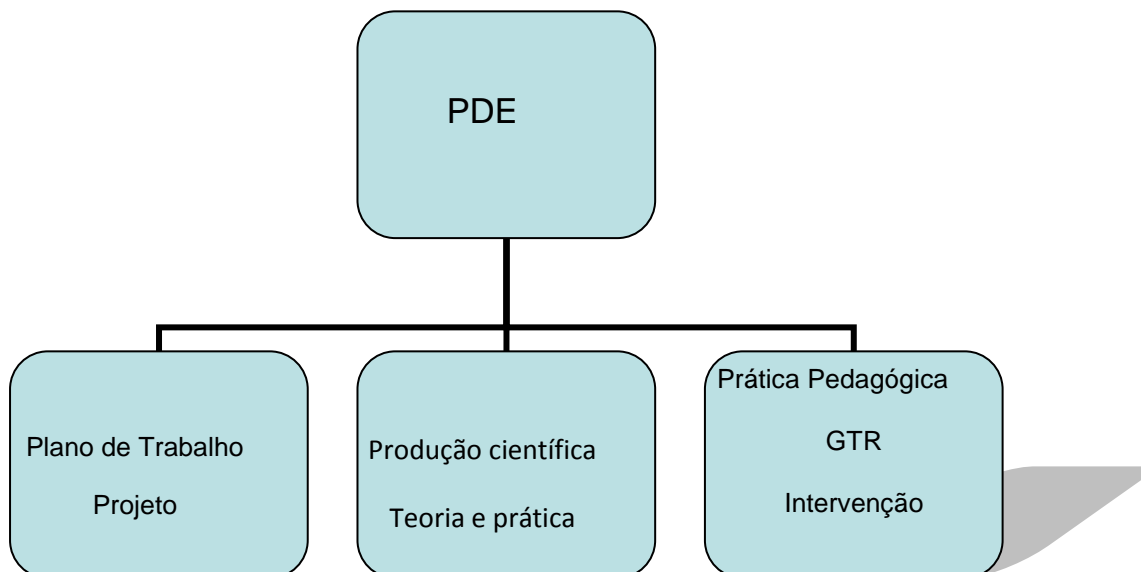 PDE
Plano de Trabalho
Projeto
Produção científica
Teoria e prática
Prática Pedagógica
GTR
Intervenção